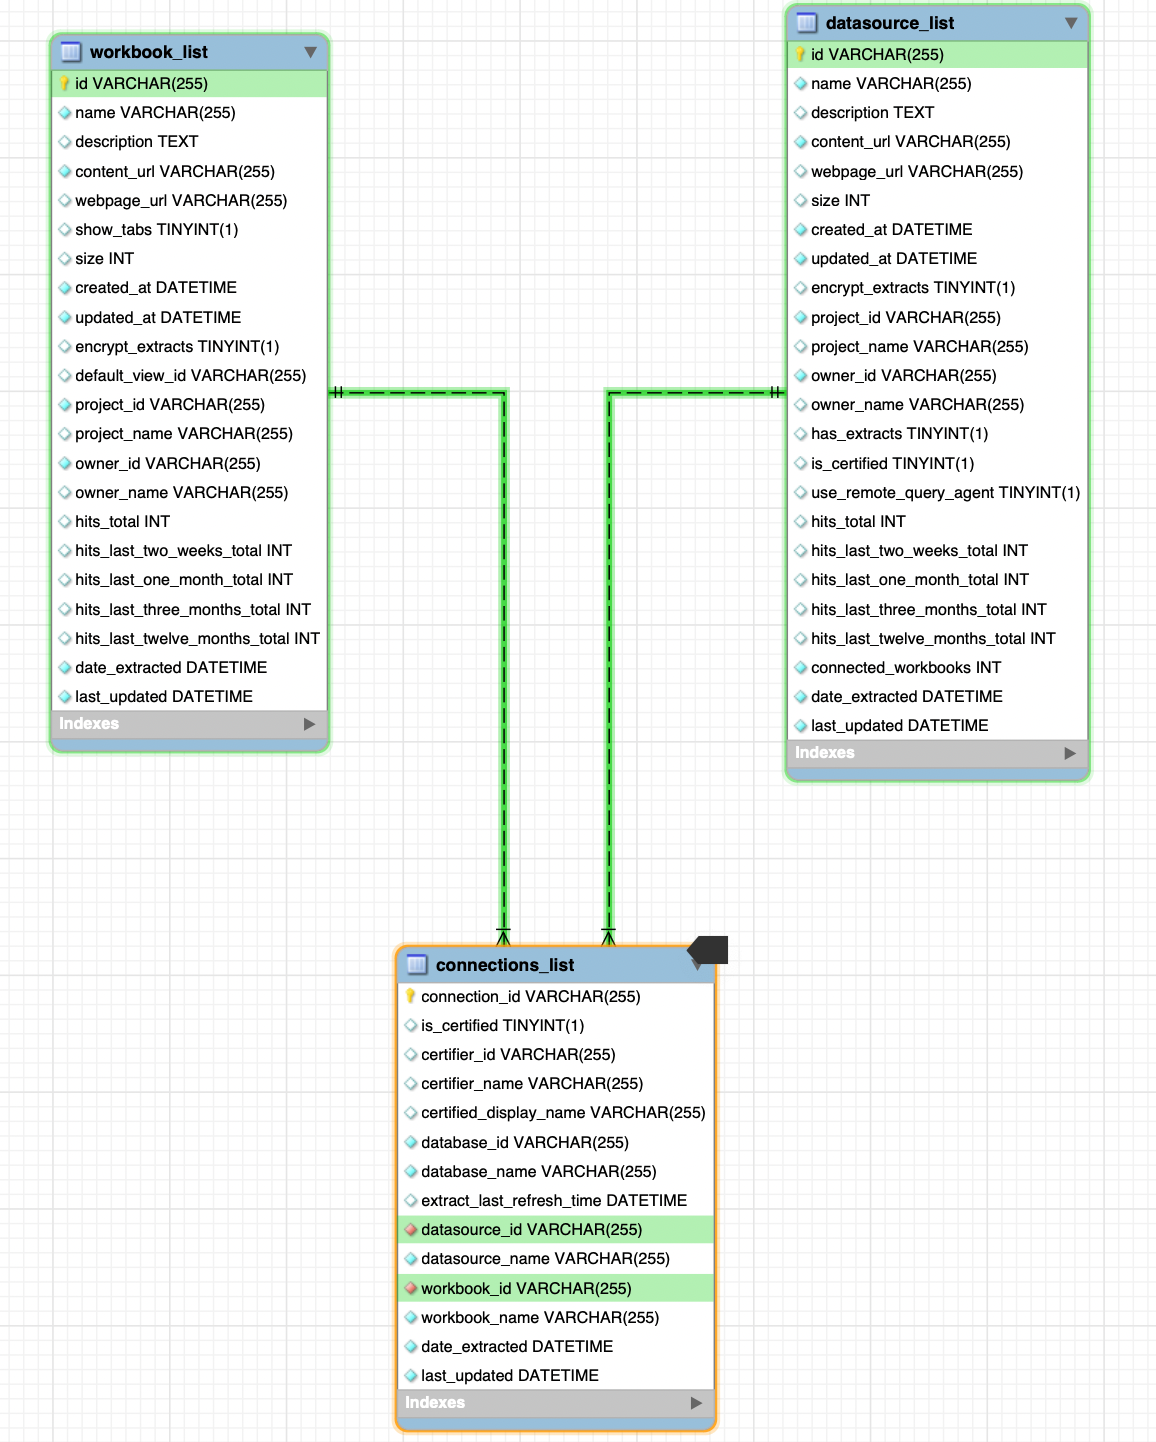 workbook_list
id VARCHAR(255)
name VARCHAR(255)
description TEXT
content_url VARCHAR(255)
webpage_url VARCHAR(255)
show_tabs TINYINT(1)
size INT
created_at DATETIME
updated_at DATETIME
encrypt_extracts TINYINT(1)
default_view_id VARCHAR(255)
project_id VARCHAR(255)
project_name VARCHAR(255)
owner_id VARCHAR(255)
owner_name VARCHAR(255)
hits_total INT
hits_last_two_weeks_total INT
hits_last_one_month_total INT
hits_last_three_months_total INT
hits_last_twelve_months_total INT
date_extracted DATETIME
last_updated DATETIME
Indexes
datasource_list
id VARCHAR(255)
name VARCHAR(255)
description TEXT
content_url VARCHAR(255)
webpage_url VARCHAR(255)
size INT
created_at DATETIME
updated_at DATETIME
encrypt_extracts TINYINT(1)
project_id VARCHAR(255)
project_name VARCHAR(255)
owner_id VARCHAR(255)
owner_name VARCHAR(255)
has_extracts TINYINT(1)
is_certified TINYINT(1)
use_remote_query_agent TINYINT(1)
hits_total INT
hits_last_two_weeks_total INT
hits_last_one_month_total INT
hits_last_three_months_total INT
hits_last_twelve_months_total INT
connected_workbooks INT
date_extracted DATETIME
last_updated DATETIME
Indexes
connections_list
connection_id VARCHAR(255)
is_certified TINYINT(1)
certifier_id VARCHAR(255)
certifier_name VARCHAR(255)
certified_display_name VARCHAR(255)
database_id VARCHAR(255)
database_name VARCHAR(255)
extract_last_refresh_time DATETIME
datasource_id VARCHAR(255)
datasource_name VARCHAR(255)
workbook_id VARCHAR(255)
workbook_name VARCHAR(255)
date_extracted DATETIME
last_updated DATETIME
Indexes